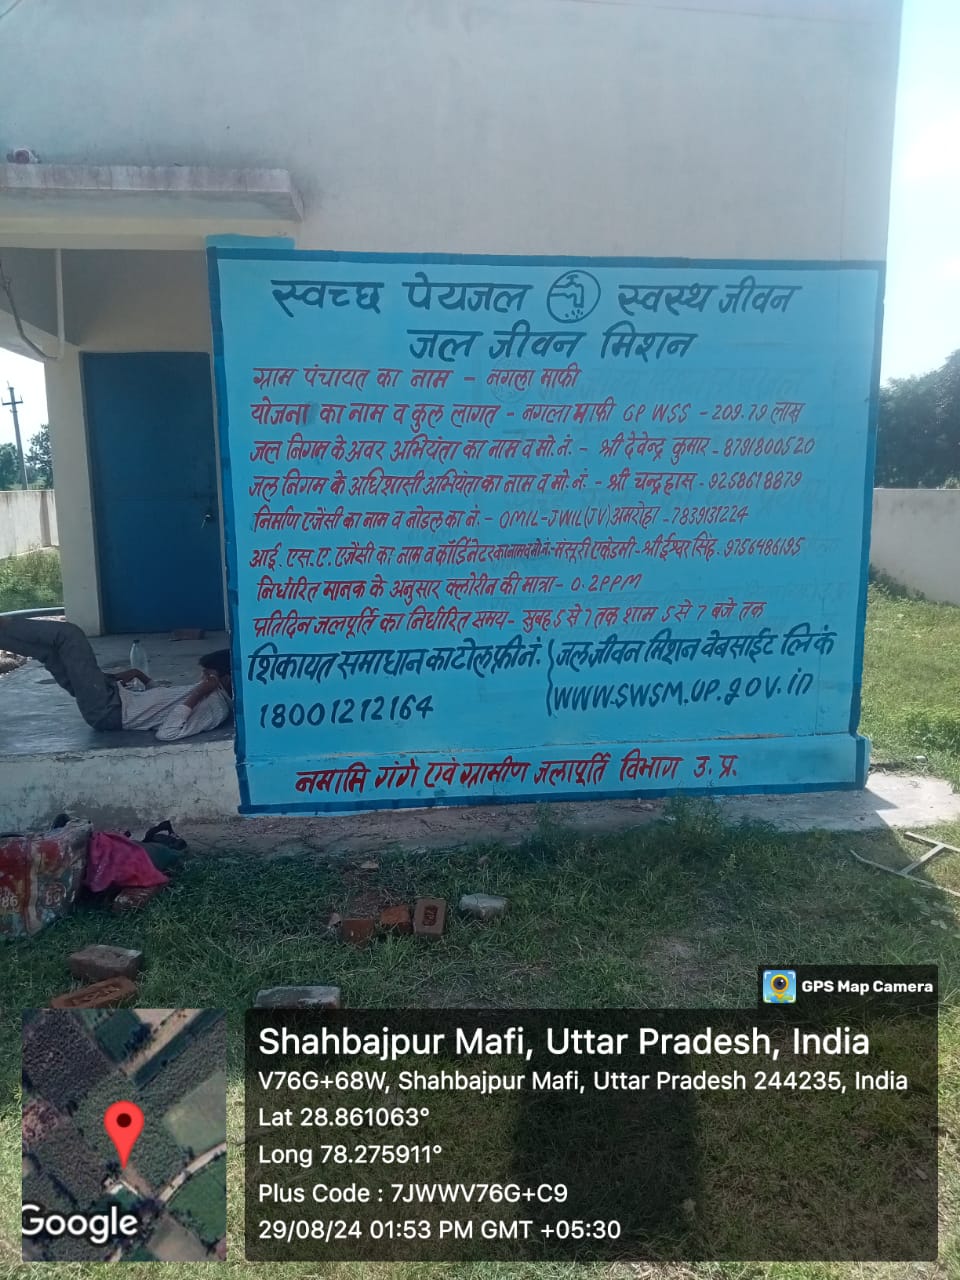 स्वच्छ पेयजल स्वस्थ जीवन
जल जीवन मिशन
ग्राम पंचायत का नाम - नगला माफी
योजना का नाम व कुल लागत - नगला माफी GP WSS - 209.79 लाख
जल निगम के अवर अभियंता का नाम व मो.नं. - श्री देवेन्द्र कुमार - 8791800520
जल निगम के अधिशासी अभियंता का नाम व मो.नं. - श्री चन्द्रहास - 9258618879
निर्माण एजेंसी का नाम व नोडल का नं. - OMIL-JWIL(JV) अमरोहा - 7839131224
आई. एस. ए. एजेंसी का नाम व कॉर्डिनेटर का नाम व मो.नं.- मंसूरी एकेडमी - श्री ईश्वर सिंह. 9756486195
निर्धारित मानक के अनुसार क्लोरीन की मात्रा - 0.2PPM
प्रतिदिन जलपूर्ति का निर्धारित समय - सुबह 5 से 7 तक शाम 5 से 7 बजे तक
शिकायत समाधान का टोल फ्री नं. जल जीवन मिशन वेबसाईट लिंक
18001212164 www.swsm.up.gov.in
नमामि गंगे एवं ग्रामीण जलापूर्ति विभाग उ. प्र.
86
GPS Map Camera
Shahbajpur Mafi, Uttar Pradesh, India
V76G+68W, Shahbajpur Mafi, Uttar Pradesh 244235, India
Lat 28.861063°
Long 78.275911°
Plus Code : 7JWWV76G+C9
29/08/24 01:53 PM GMT +05:30
Google